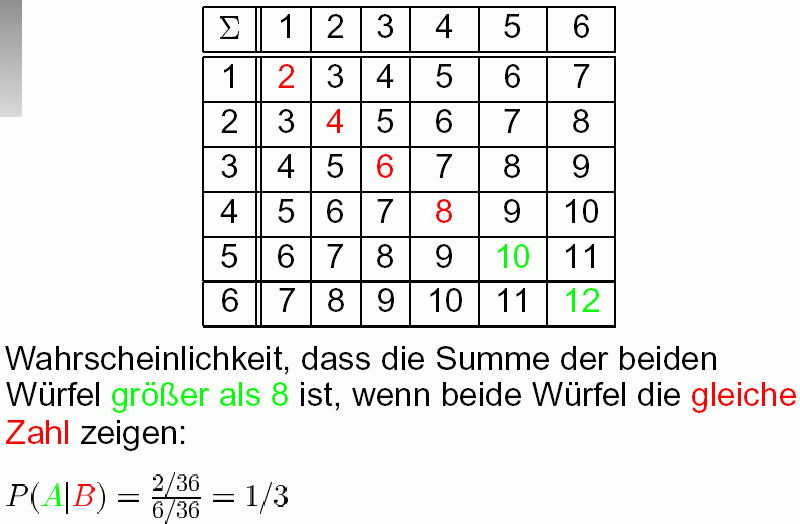 Σ 1 2 3 4 5 6
1 2 3 4 5 6 7
2 3 4 5 6 7 8
3 4 5 6 7 8 9
4 5 6 7 8 9 10
5 6 7 8 9 10 11
6 7 8 9 10 11 12
Wahrscheinlichkeit, dass die Summe der beiden
Würfel größer als 8 ist, wenn beide Würfel die gleiche
Zahl zeigen:
P(A|B) = 2/36 / 6/36 = 1/3